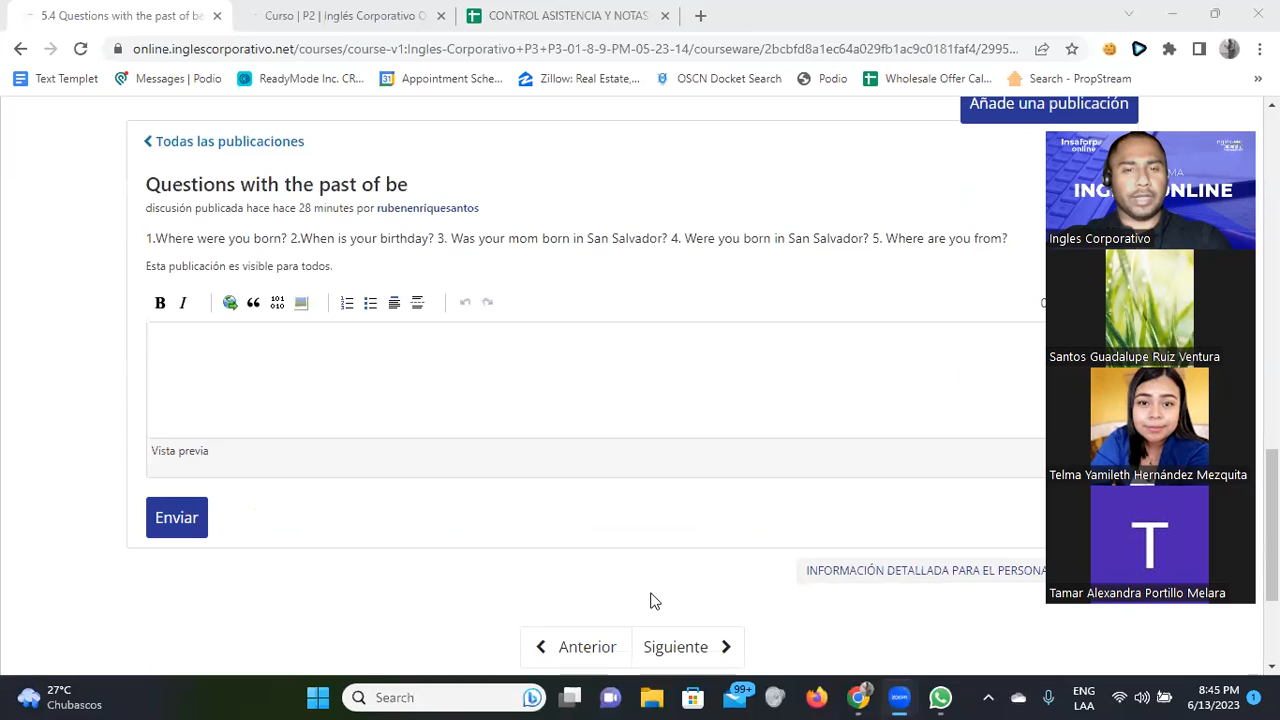 5.4 Questions with the past of be
Curso | P2 | inglés Corporativo O
CONTROL ASISTENCIA Y NOTAS
online.inglescorporativo.net/courses/course-v1:Ingles-Corporativo+P3+P3-01-8-9-PM-05-23-14/courseware/2bcbfd8a1ec64a029fb1ac9c0181faf4/2995...
Text Templet
Messages | Podio
ReadyMode Inc. CR...
Appointment Sche...
Zillow: Real Estate,...
OSCN Docket Search
Podio
Wholesale Offer Cal...
Search - PropStream
»
Añade una publicación
Todas las publicaciones
Questions with the past of be
discusión publicada hace hace 28 minutes por rubenenriquesantos
1.Where were you born? 2.When is your birthday? 3. Was your mom born in San Salvador? 4. Were you born in San Salvador? 5. Where are you from?
Esta publicación es visible para todos.
B I
Vista previa
Enviar
INFORMACIÓN DETALLADA PARA EL PERSONA
Anterior
Siguiente
Ingles Corporativo
Santos Guadalupe Ruiz Ventura
Telma Yamileth Hernández Mezquita
T
Tamar Alexandra Portillo Melara
27°C
Chubascos
Search
99+
ENG
LAA
8:45 PM
6/13/2023